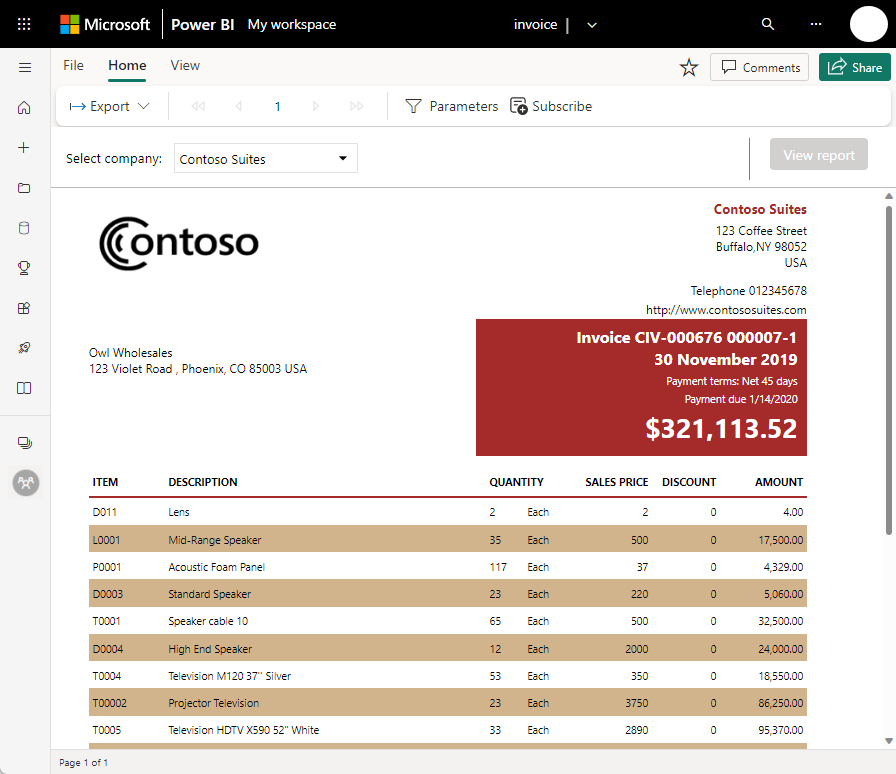 Microsoft Power BI My workspace invoice
File Home View Comments Share
Export 1 Parameters Subscribe
Select company: Contoso Suites View report
Contoso
Contoso Suites
123 Coffee Street
Buffalo,NY 98052
USA
Telephone 012345678
http://www.contososuites.com
Owl Wholesales
123 Violet Road , Phoenix, CO 85003 USA
Invoice CIV-000676 000007-1
30 November 2019
Payment terms: Net 45 days
Payment due 1/14/2020
$321,113.52
ITEM DESCRIPTION QUANTITY SALES PRICE DISCOUNT AMOUNT
D011 Lens 2 Each 2 0 4.00
L0001 Mid-Range Speaker 35 Each 500 0 17,500.00
P0001 Acoustic Foam Panel 117 Each 37 0 4,329.00
D0003 Standard Speaker 23 Each 220 0 5,060.00
T0001 Speaker cable 10 65 Each 500 0 32,500.00
D0004 High End Speaker 12 Each 2000 0 24,000.00
T0004 Television M120 37'' Silver 53 Each 350 0 18,550.00
T00002 Projector Television 23 Each 3750 0 86,250.00
T0005 Television HDTV X590 52" White 33 Each 2890 0 95,370.00
Page 1 of 1